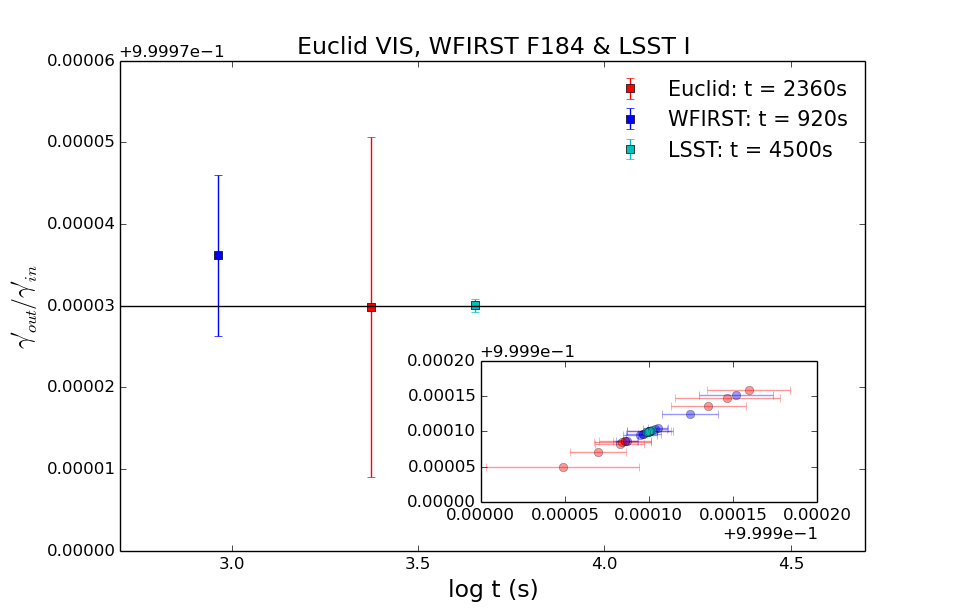 Euclid VIS, WFIRST F184 & LSST I
+9.9997e−1
0.00006
0.00005
0.00004
0.00003
0.00002
0.00001
0.00000
γ′out/γ′in
Euclid: t = 2360s
WFIRST: t = 920s
LSST: t = 4500s
+9.999e−1
0.00020
0.00015
0.00010
0.00005
0.00000
0.00000 0.00005 0.00010 0.00015 0.00020
+9.999e−1
3.0 3.5 4.0 4.5
log t (s)